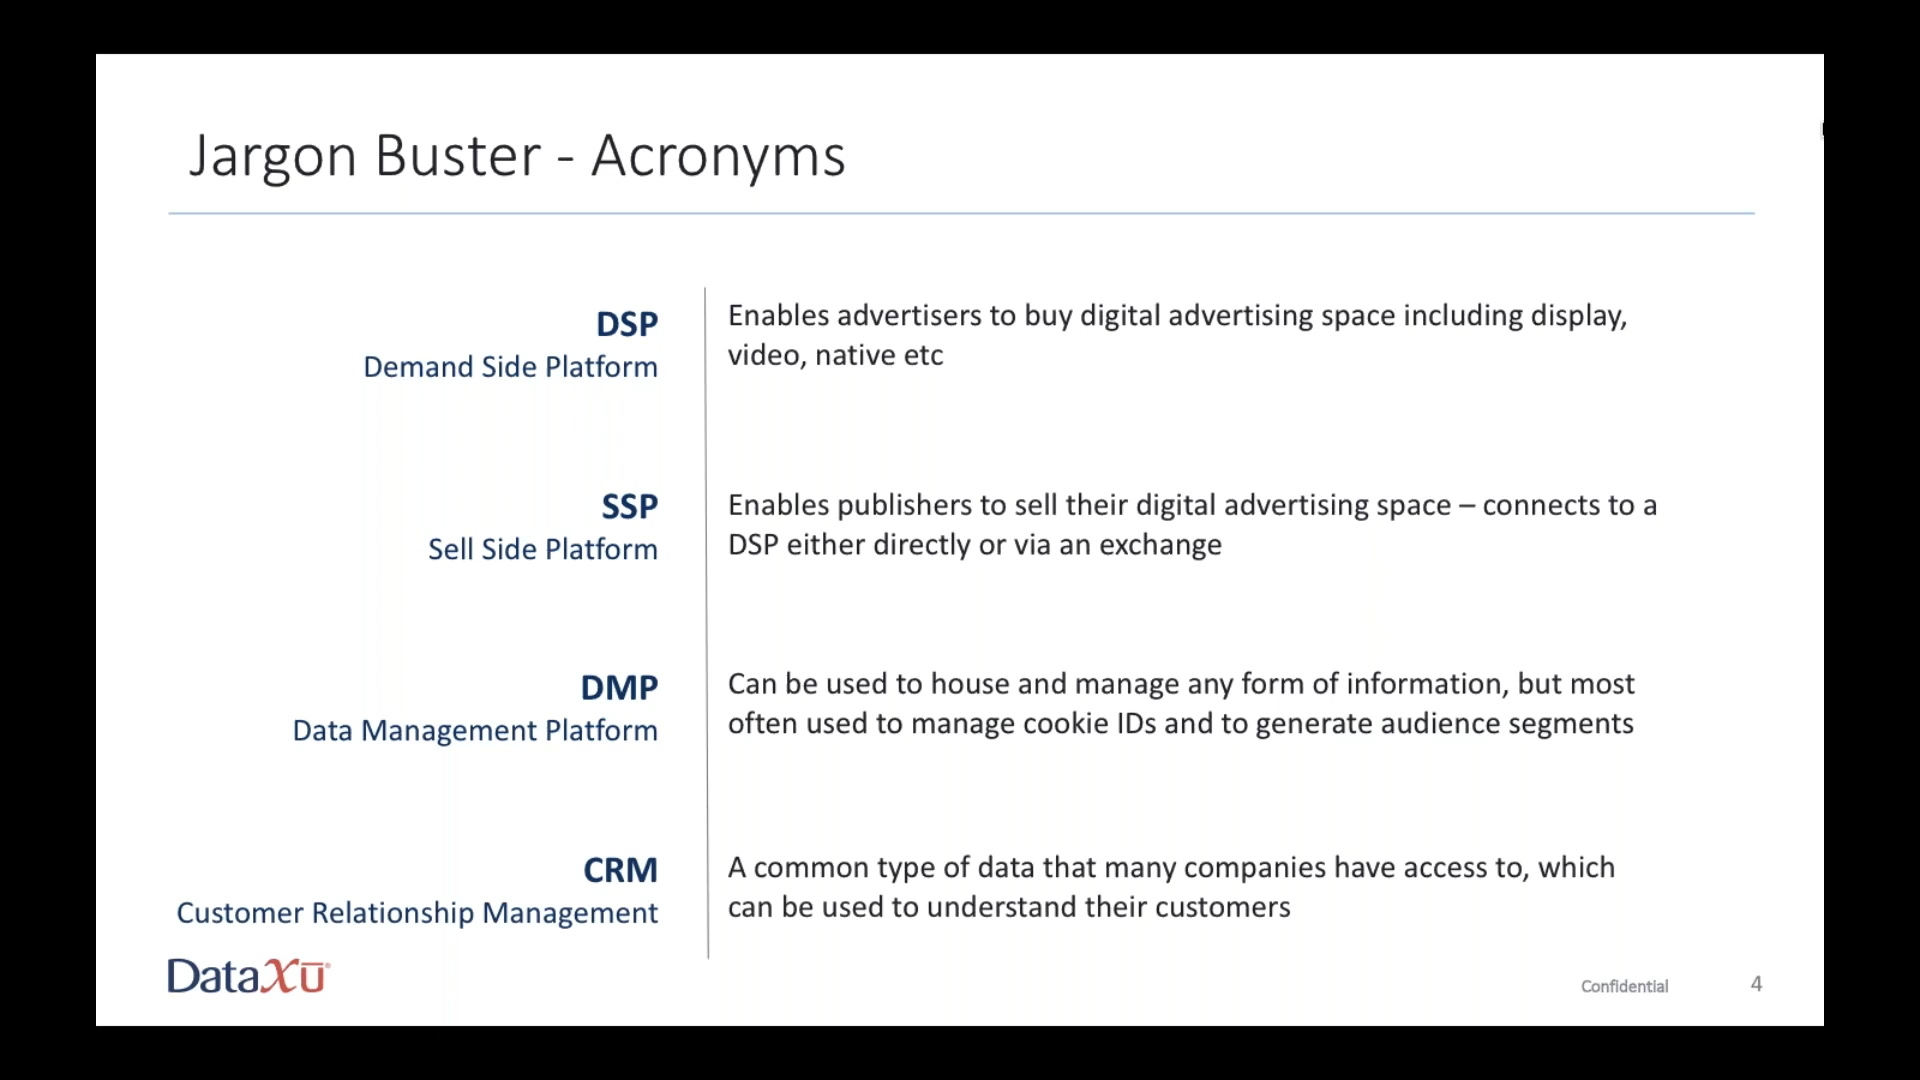 Jargon Buster - Acronyms
DSP
Demand Side Platform
Enables advertisers to buy digital advertising space including display,
video, native etc
SSP
Sell Side Platform
Enables publishers to sell their digital advertising space – connects to a
DSP either directly or via an exchange
DMP
Data Management Platform
Can be used to house and manage any form of information, but most
often used to manage cookie IDs and to generate audience segments
CRM
Customer Relationship Management
A common type of data that many companies have access to, which
can be used to understand their customers
DataXū®
Confidential
4